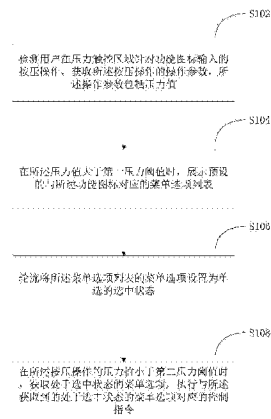 S102
检测用户在压力触控区域针对功能图标输入的
按压操作，获取所述按压操作的操作参数，所
述操作参数包括压力值
S104
在所述压力值大于第一压力阈值时，展示预设
的与所述功能图标对应的菜单选项列表
S106
轮流将所述菜单选项列表的菜单选项设置为单
选的选中状态
S108
在所述按压操作的压力值小于第二压力阈值时
，获取处于选中状态的菜单选项，执行与所述
获取到的处于选中状态的菜单选项对应的控制
指令